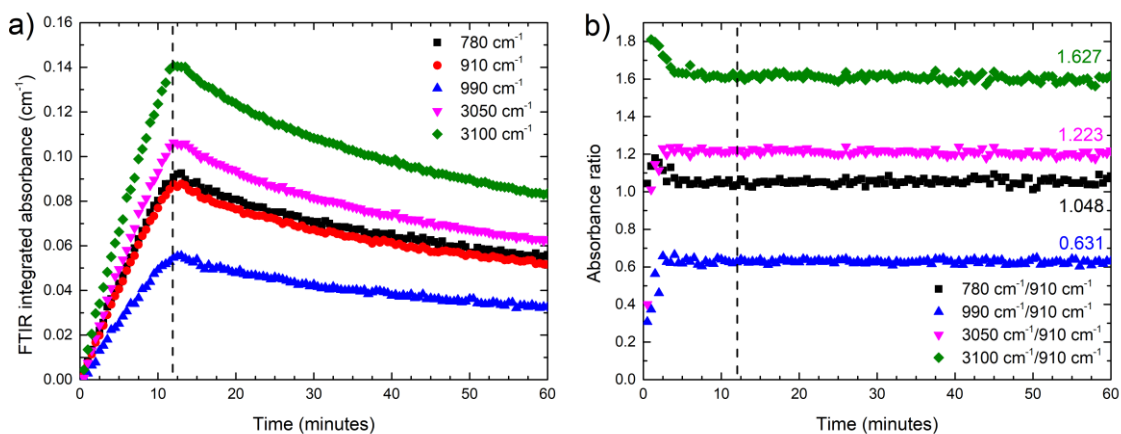 a)
FTIR integrated absorbance (cm⁻¹)
0.16
0.14
0.12
0.10
0.08
0.06
0.04
0.02
0.00
780 cm⁻¹
910 cm⁻¹
990 cm⁻¹
3050 cm⁻¹
3100 cm⁻¹
0 10 20 30 40 50 60
Time (minutes)
b)
Absorbance ratio
1.8
1.6
1.4
1.2
1.0
0.8
0.6
0.4
0.2
0.0
1.627
1.223
1.048
0.631
780 cm⁻¹/910 cm⁻¹
990 cm⁻¹/910 cm⁻¹
3050 cm⁻¹/910 cm⁻¹
3100 cm⁻¹/910 cm⁻¹
0 10 20 30 40 50 60
Time (minutes)